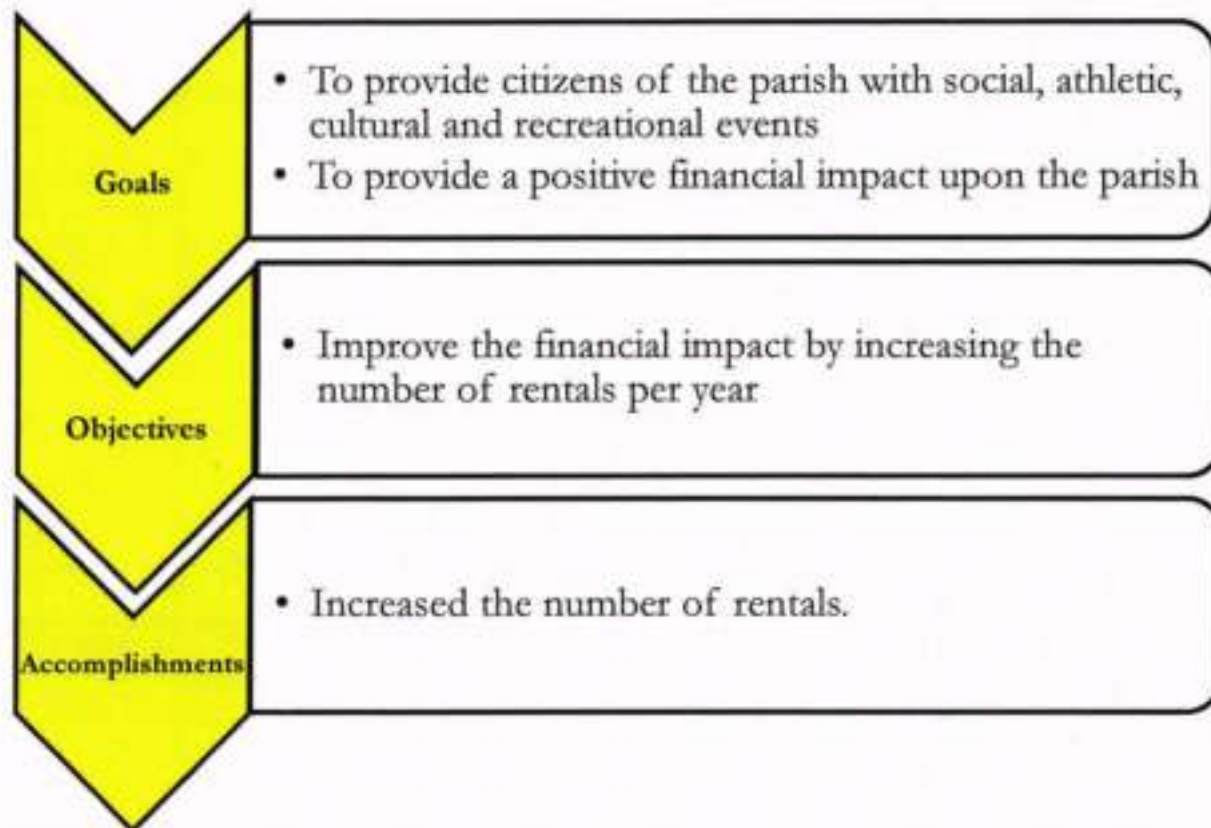 Goals
• To provide citizens of the parish with social, athletic,
cultural and recreational events
• To provide a positive financial impact upon the parish
Objectives
• Improve the financial impact by increasing the
number of rentals per year
Accomplishments
• Increased the number of rentals.